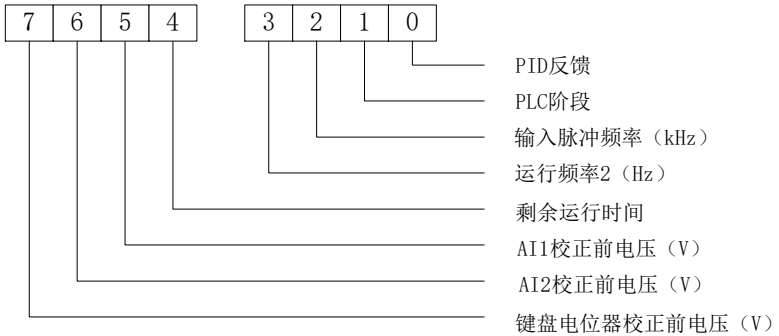 7 6 5 4 3 2 1 0
PID反馈
PLC阶段
输入脉冲频率（kHz）
运行频率2（Hz）
剩余运行时间
AI1校正前电压（V）
AI2校正前电压（V）
键盘电位器校正前电压（V）